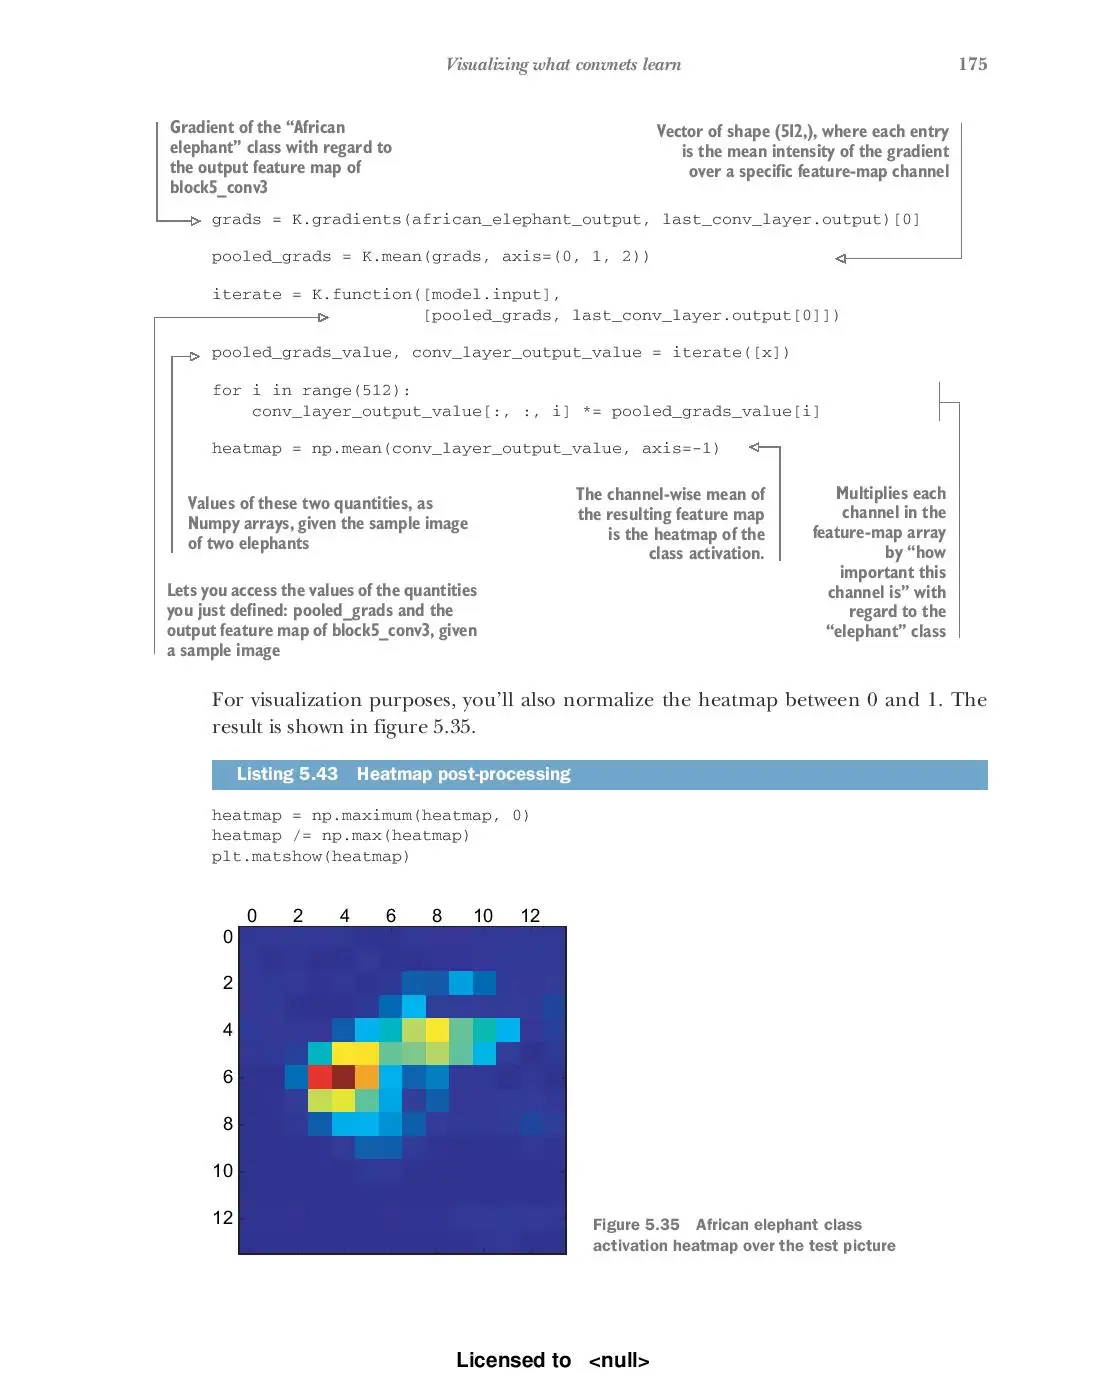 Visualizing what convnets learn 175
Gradient of the “African
elephant” class with regard to
the output feature map of
block5_conv3
Vector of shape (512,), where each entry
is the mean intensity of the gradient
over a specific feature-map channel
grads = K.gradients(african_elephant_output, last_conv_layer.output)[0]
pooled_grads = K.mean(grads, axis=(0, 1, 2))
iterate = K.function([model.input],
[pooled_grads, last_conv_layer.output[0]])
pooled_grads_value, conv_layer_output_value = iterate([x])
for i in range(512):
    conv_layer_output_value[:, :, i] *= pooled_grads_value[i]
heatmap = np.mean(conv_layer_output_value, axis=-1)
Values of these two quantities, as
Numpy arrays, given the sample image
of two elephants
The channel-wise mean of
the resulting feature map
is the heatmap of the
class activation.
Multiplies each
channel in the
feature-map array
by “how
important this
channel is” with
regard to the
“elephant” class
Lets you access the values of the quantities
you just defined: pooled_grads and the
output feature map of block5_conv3, given
a sample image
For visualization purposes, you’ll also normalize the heatmap between 0 and 1. The
result is shown in figure 5.35.
Listing 5.43 Heatmap post-processing
heatmap = np.maximum(heatmap, 0)
heatmap /= np.max(heatmap)
plt.matshow(heatmap)
0 2 4 6 8 10 12
0
2
4
6
8
10
12
Figure 5.35 African elephant class
activation heatmap over the test picture
Licensed to <null>